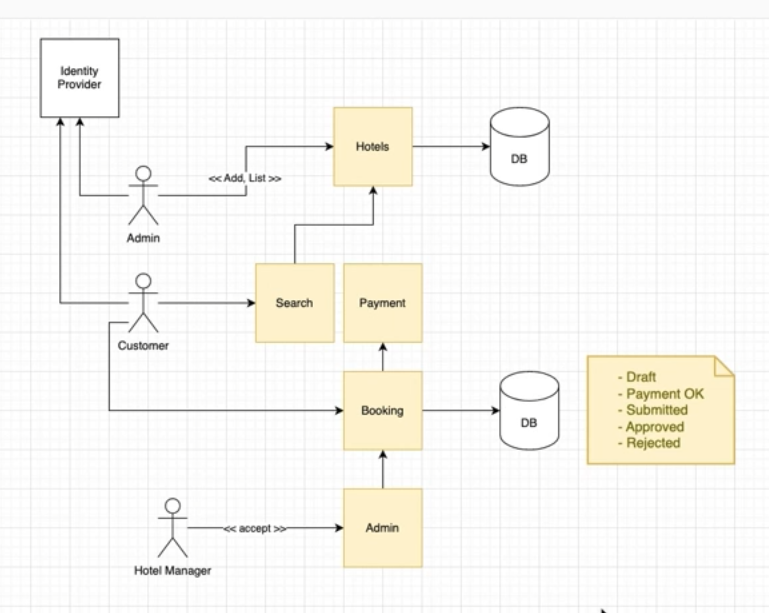 Identity
Provider
Hotels
DB
<< Add, List >>
Admin
Search
Payment
Customer
Booking
DB
- Draft
- Payment OK
- Submitted
- Approved
- Rejected
<< accept >>
Admin
Hotel Manager